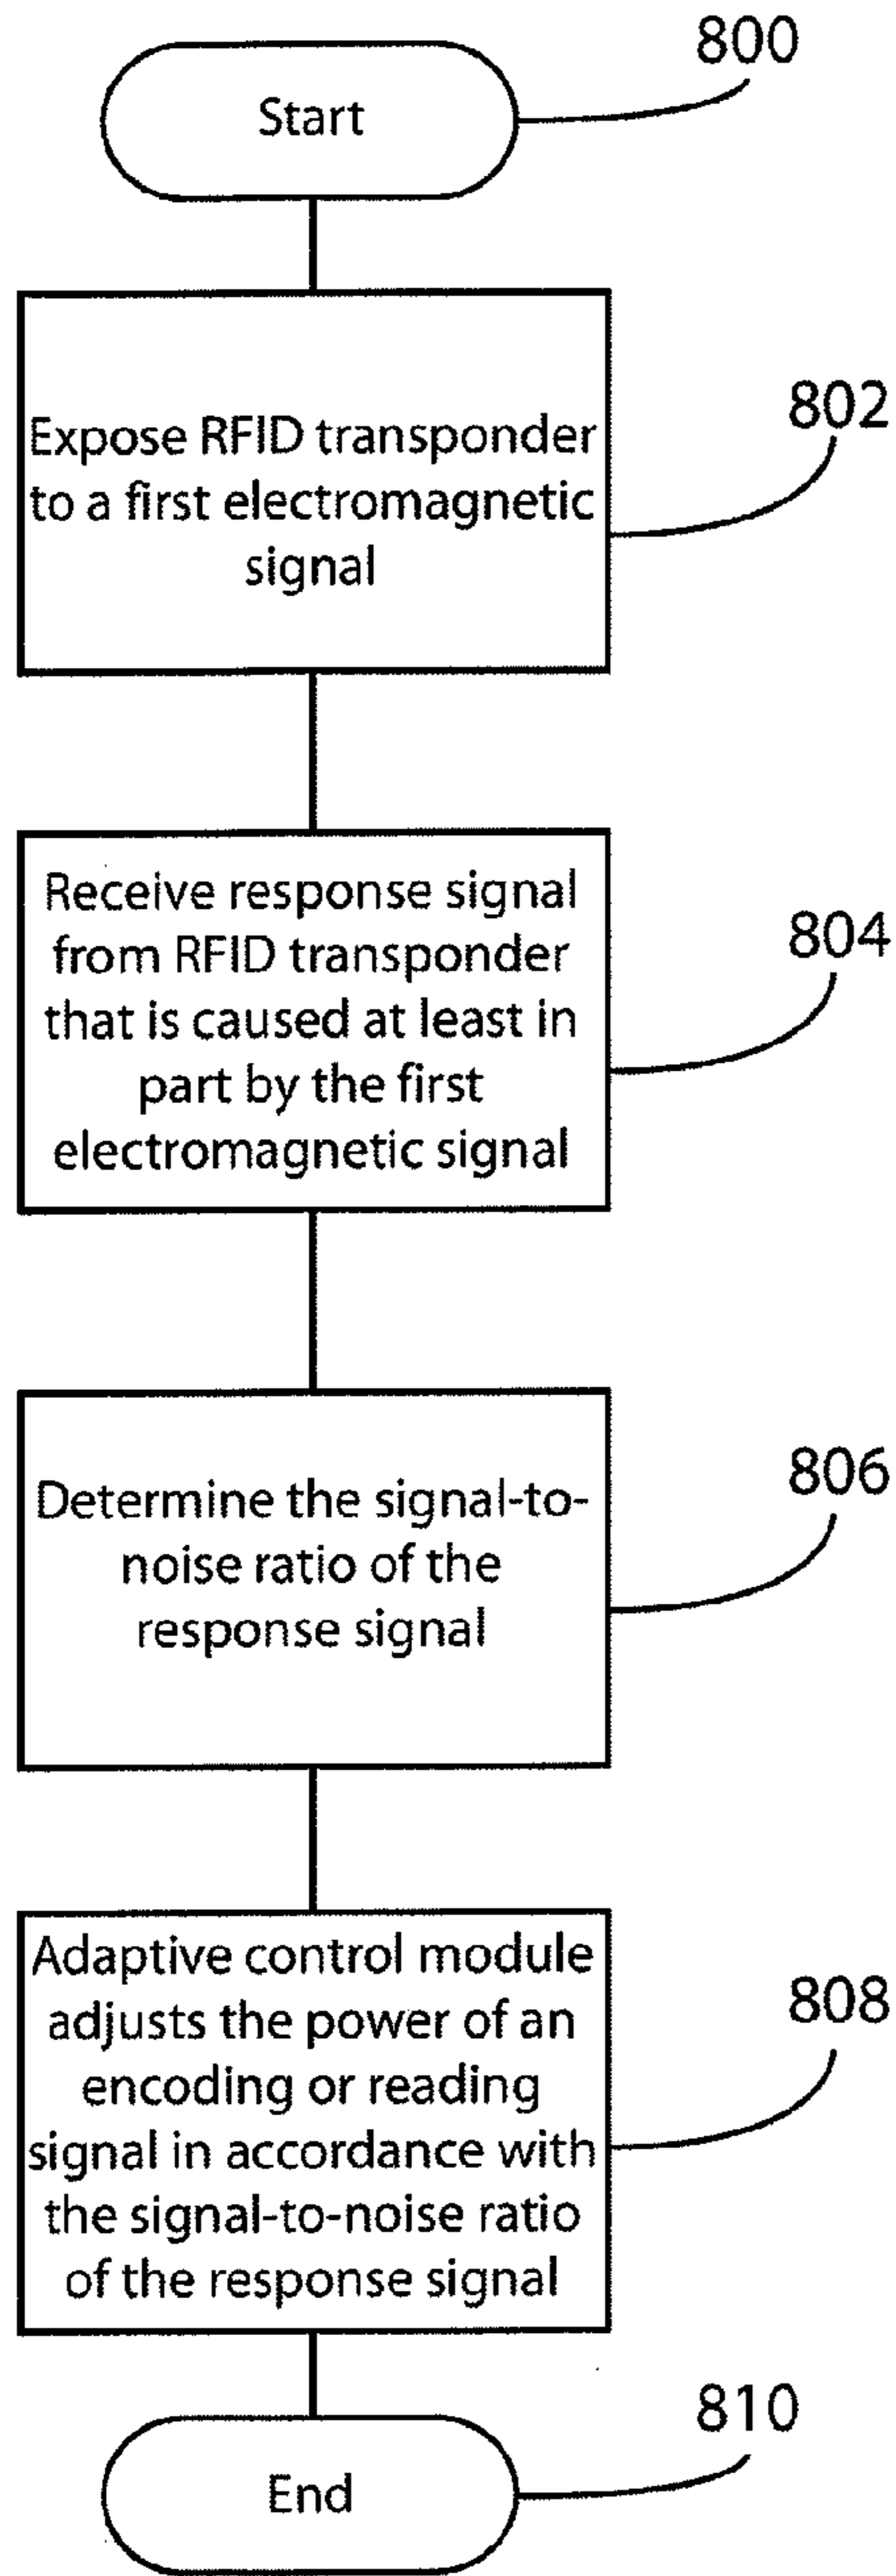 800
Start
802
Expose RFID transponder
to a first electromagnetic
signal
Receive response signal
from RFID transponder
that is caused at least in
part by the first
electromagnetic signal
804
Determine the signal-to-
noise ratio of the
response signal
806
Adaptive control module
adjusts the power of an
encoding or reading
signal in accordance with
the signal-to-noise ratio
of the response signal
808
810
End